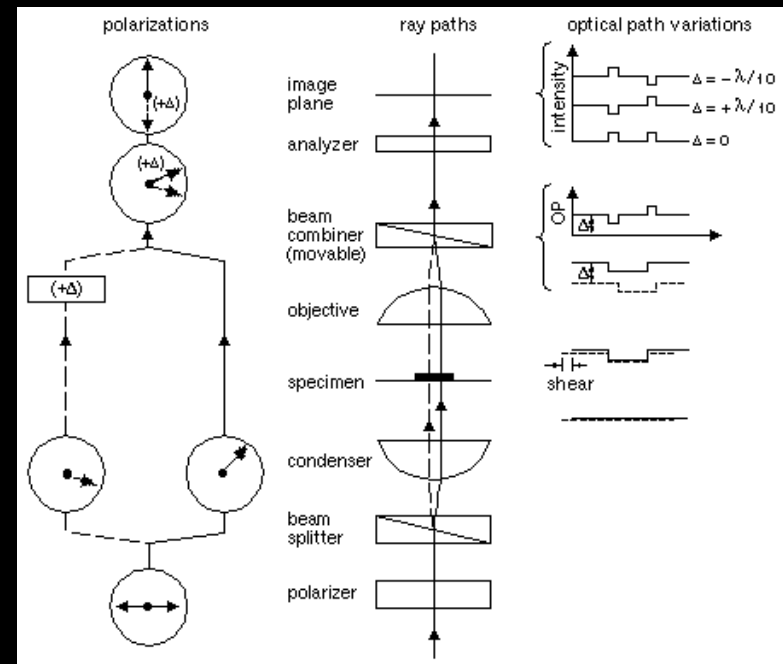 polarizations
(+Δ)
(+Δ)
(+Δ)
ray paths
image
plane
analyzer
beam
combiner
(movable)
objective
specimen
condenser
beam
splitter
polarizer
optical path variations
intensity
Δ = − λ/10
Δ = + λ/10
Δ = 0
OP
Δ
Δ
shear